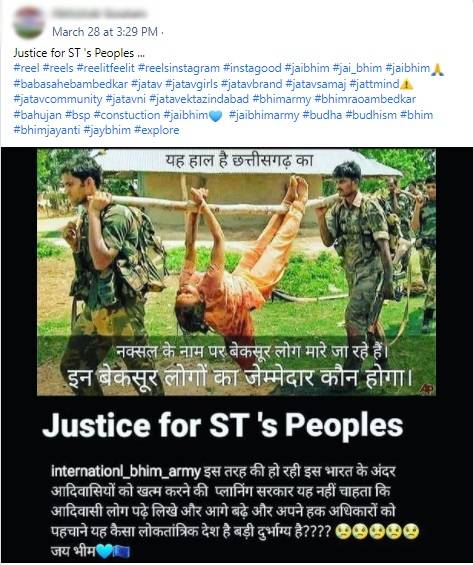 March 28 at 3:29 PM ·
Justice for ST 's Peoples ...
#reel #reels #reelitfeelit #reelsinstagram #instagood #jaibhim #jai_bhim #jaibhim🙏
#babasahebambedkar #jatav #jatavgirls #jatavbrand #jatavsamaj #jattmind⚠️
#jatavcommunity #jatavni #jatavektazindabad #bhimarmy #bhimraoambedkar
#bahujan #bsp #constuction #jaibhim💙 #jaibhimarmy #budha #budhism #bhim
#bhimjayanti #jaybhim #explore
यह हाल है छत्तीसगढ़ का
नक्सल के नाम पर बेकसूर लोग मारे जा रहे हैं।
इन बेकसूर लोगों का जेम्मेदार कौन होगा।
AP
Justice for ST 's Peoples
internationl_bhim_army इस तरह की हो रही इस भारत के अंदर
आदिवासियों को खत्म करने की प्लानिंग सरकार यह नहीं चाहता कि
आदिवासी लोग पढ़े लिखे और आगे बढ़े और अपने हक अधिकारों को
पहचाने यह कैसा लोकतांत्रिक देश है बड़ी दुर्भाग्य है???? 😢😢😢😢😢
जय भीम💙🇪🇺